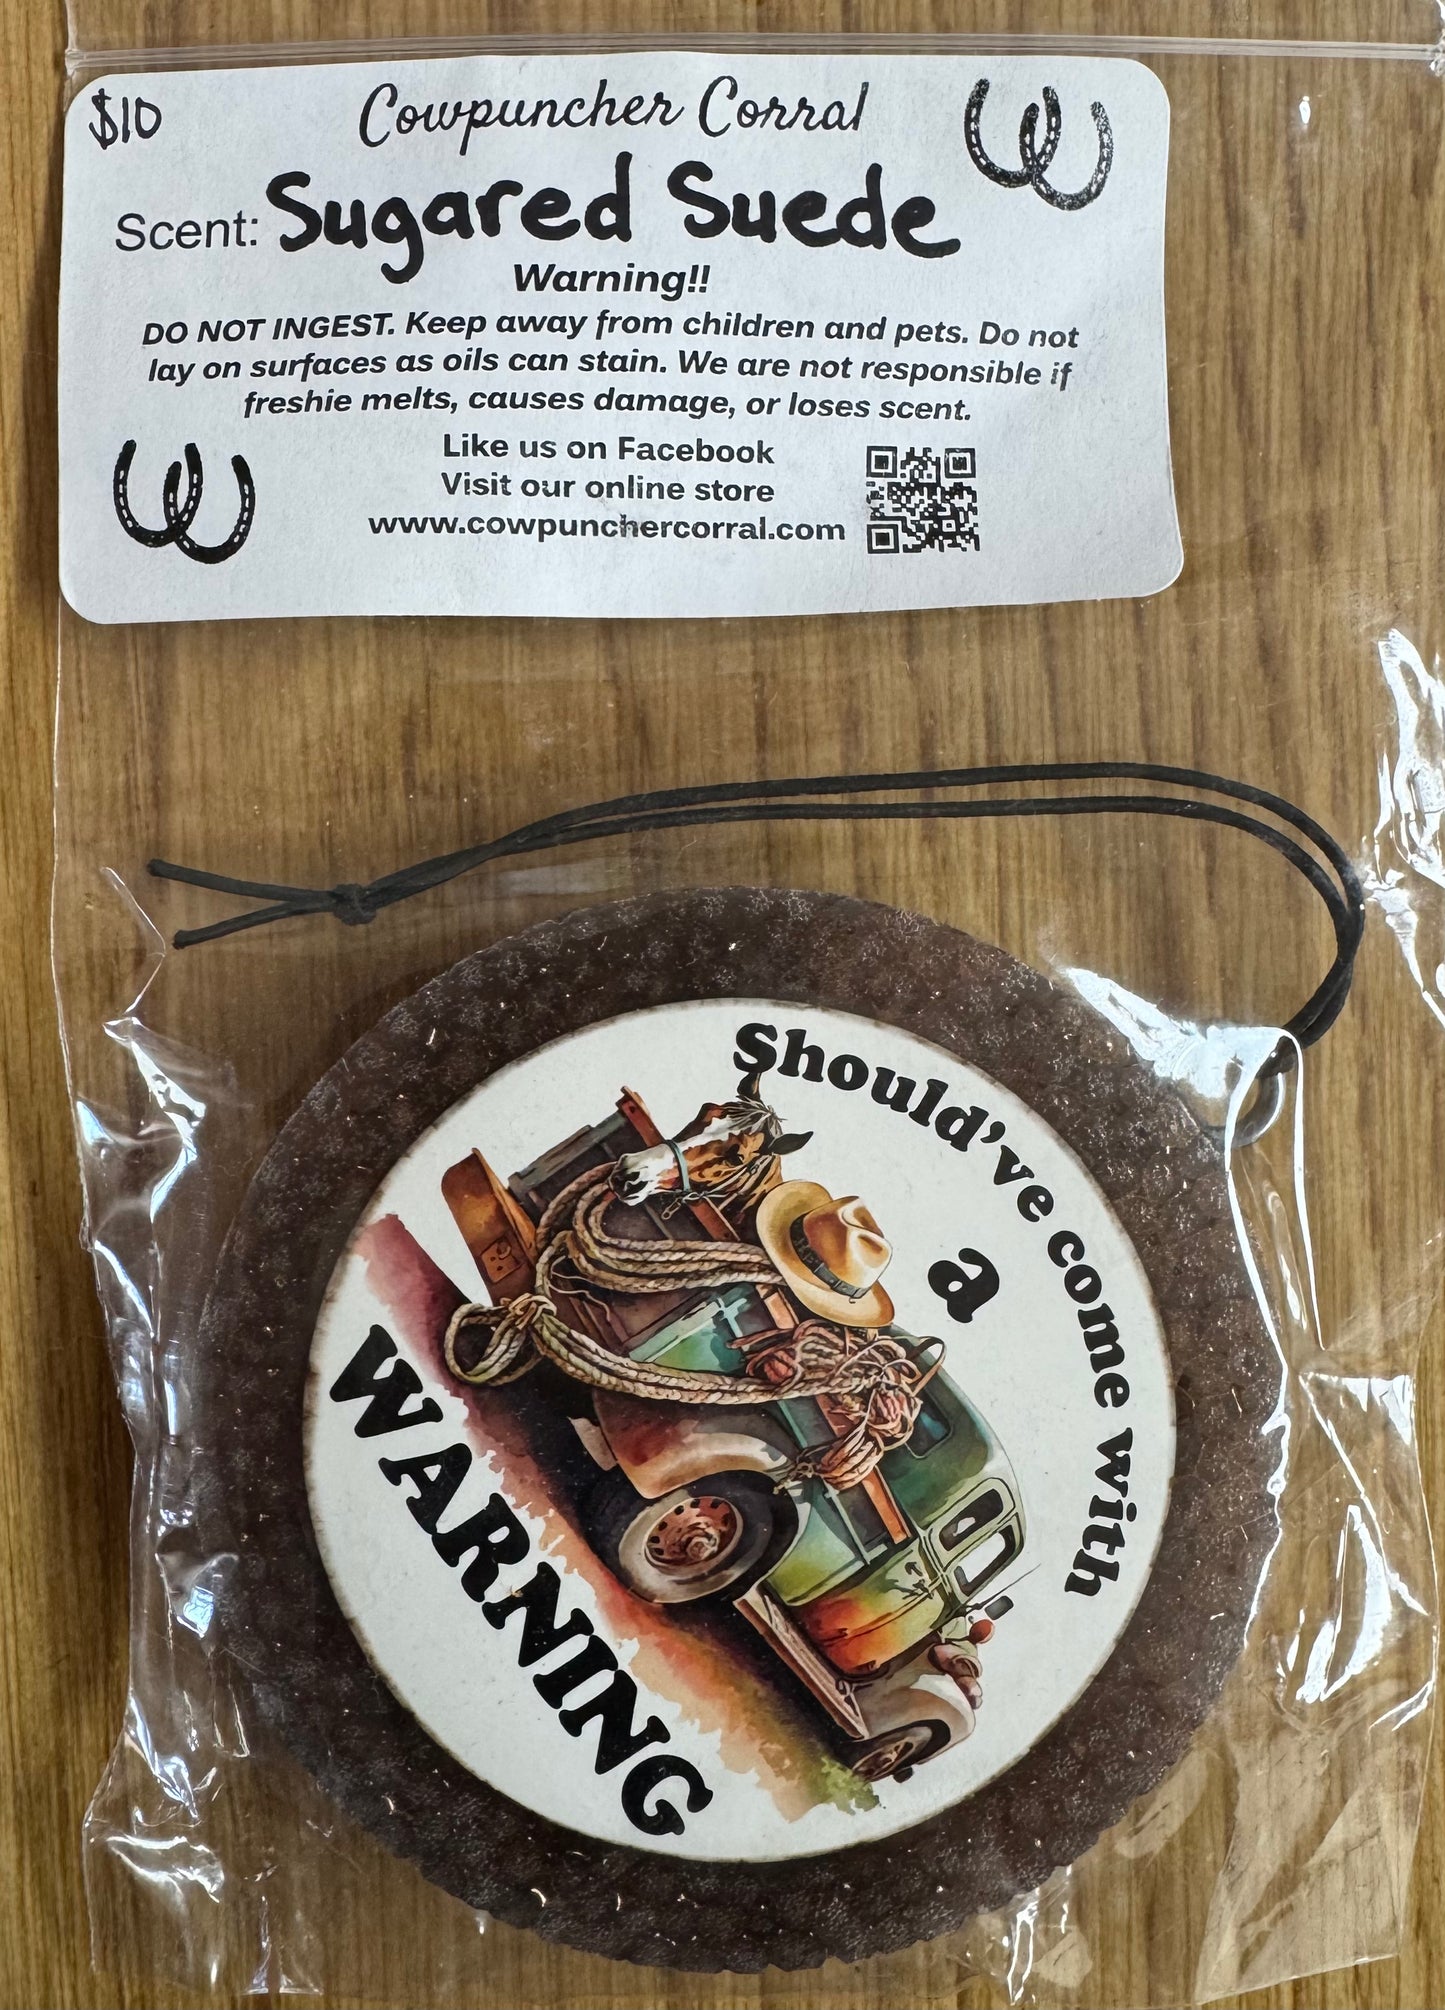 $10
Cowpuncher Corral
Scent: Sugared Suede
Warning!!
DO NOT INGEST. Keep away from children and pets. Do not
lay on surfaces as oils can stain. We are not responsible if
freshie melts, causes damage, or loses scent.
Like us on Facebook
Visit our online store
www.cowpunchercorral.com
Should've come with
a
WARNING